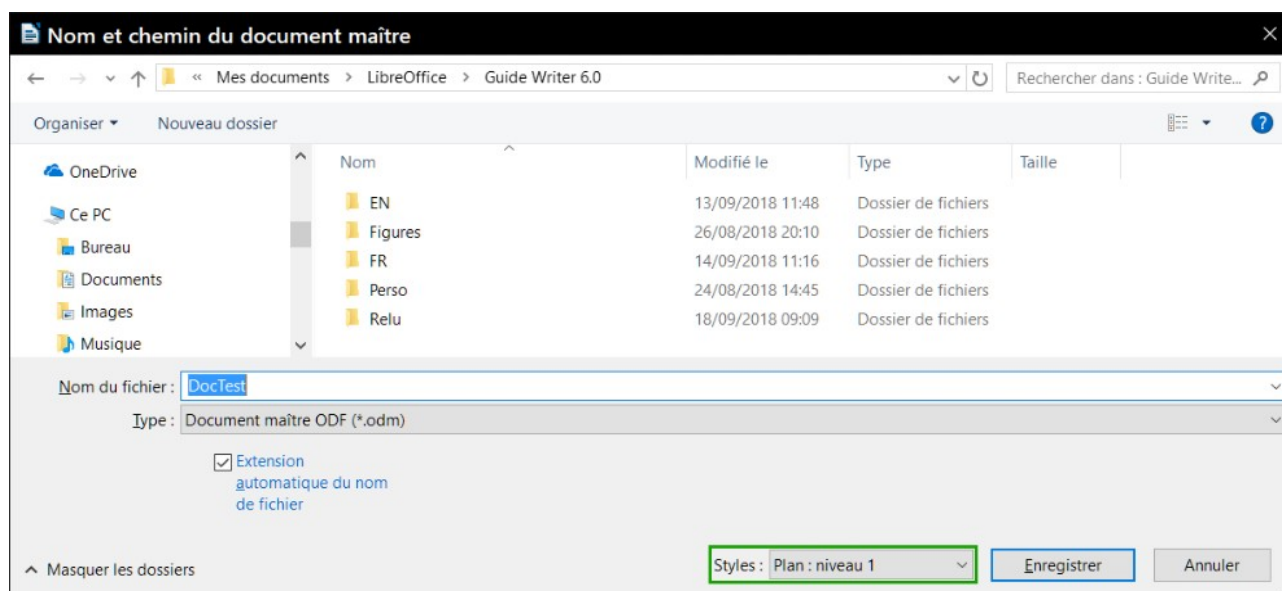 Nom et chemin du document maître
« Mes documents > LibreOffice > Guide Writer 6.0
Rechercher dans : Guide Write...
Organiser Nouveau dossier ?
Nom Modifié le Type Taille
OneDrive
Ce PC
Bureau
Documents
Images
Musique
EN 13/09/2018 11:48 Dossier de fichiers
Figures 26/08/2018 20:10 Dossier de fichiers
FR 14/09/2018 11:16 Dossier de fichiers
Perso 24/08/2018 14:45 Dossier de fichiers
Relu 18/09/2018 09:09 Dossier de fichiers
Nom du fichier : DocTest
Type : Document maître ODF (*.odm)
Extension
automatique du nom
de fichier
Masquer les dossiers
Styles : Plan : niveau 1
Enregistrer
Annuler